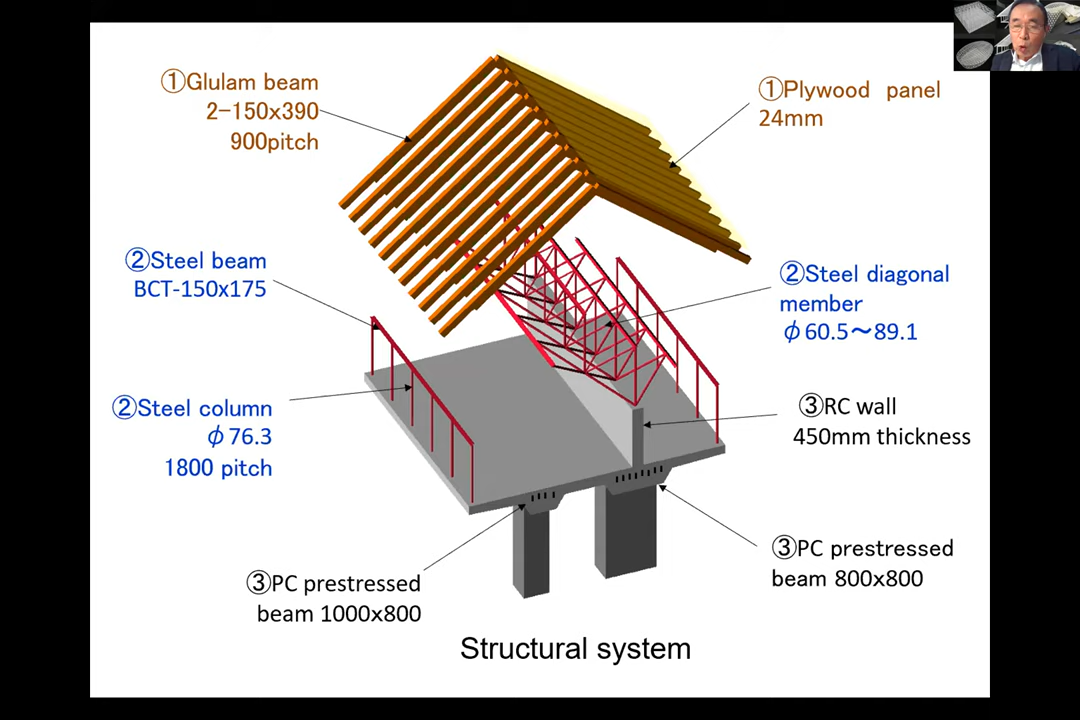 ①Glulam beam
2-150x390
900pitch
①Plywood panel
24mm
②Steel beam
BCT-150x175
②Steel diagonal
member
φ60.5～89.1
②Steel column
φ76.3
1800 pitch
③RC wall
450mm thickness
③PC prestressed
beam 1000x800
③PC prestressed
beam 800x800
Structural system